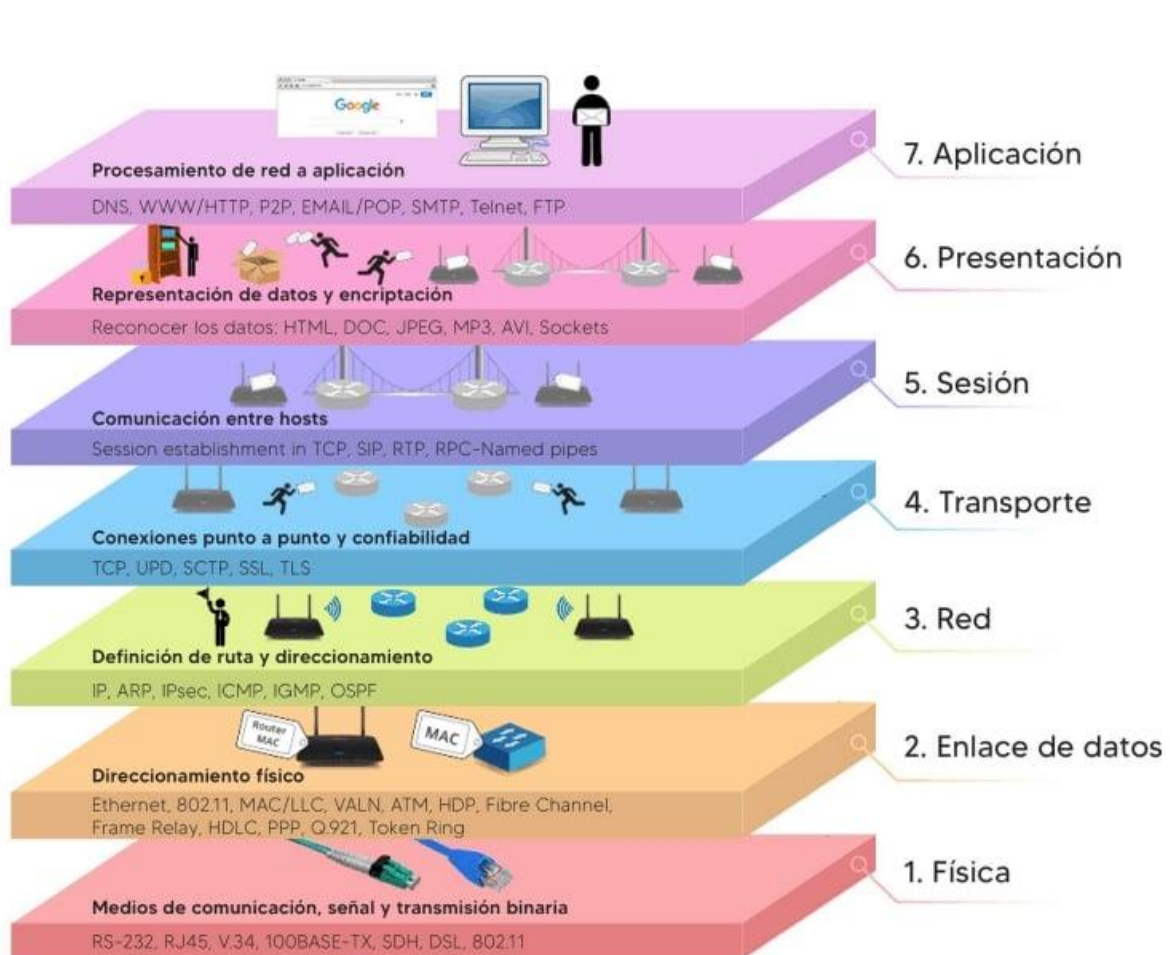 Google
Procesamiento de red a aplicación
DNS, WWW/HTTP, P2P, EMAIL/POP, SMTP, Telnet, FTP
7. Aplicación
Representación de datos y encriptación
Reconocer los datos: HTML, DOC, JPEG, MP3, AVI, Sockets
6. Presentación
Comunicación entre hosts
Session establishment in TCP, SIP, RTP, RPC-Named pipes
5. Sesión
Conexiones punto a punto y confiabilidad
TCP, UPD, SCTP, SSL, TLS
4. Transporte
Definición de ruta y direccionamiento
IP, ARP, IPsec, ICMP, IGMP, OSPF
3. Red
Router
MAC
MAC
Direccionamiento físico
Ethernet, 802.11, MAC/LLC, VALN, ATM, HDP, Fibre Channel,
Frame Relay, HDLC, PPP, Q.921, Token Ring
2. Enlace de datos
Medios de comunicación, señal y transmisión binaria
RS-232, RJ45, V.34, 100BASE-TX, SDH, DSL, 802.11
1. Física